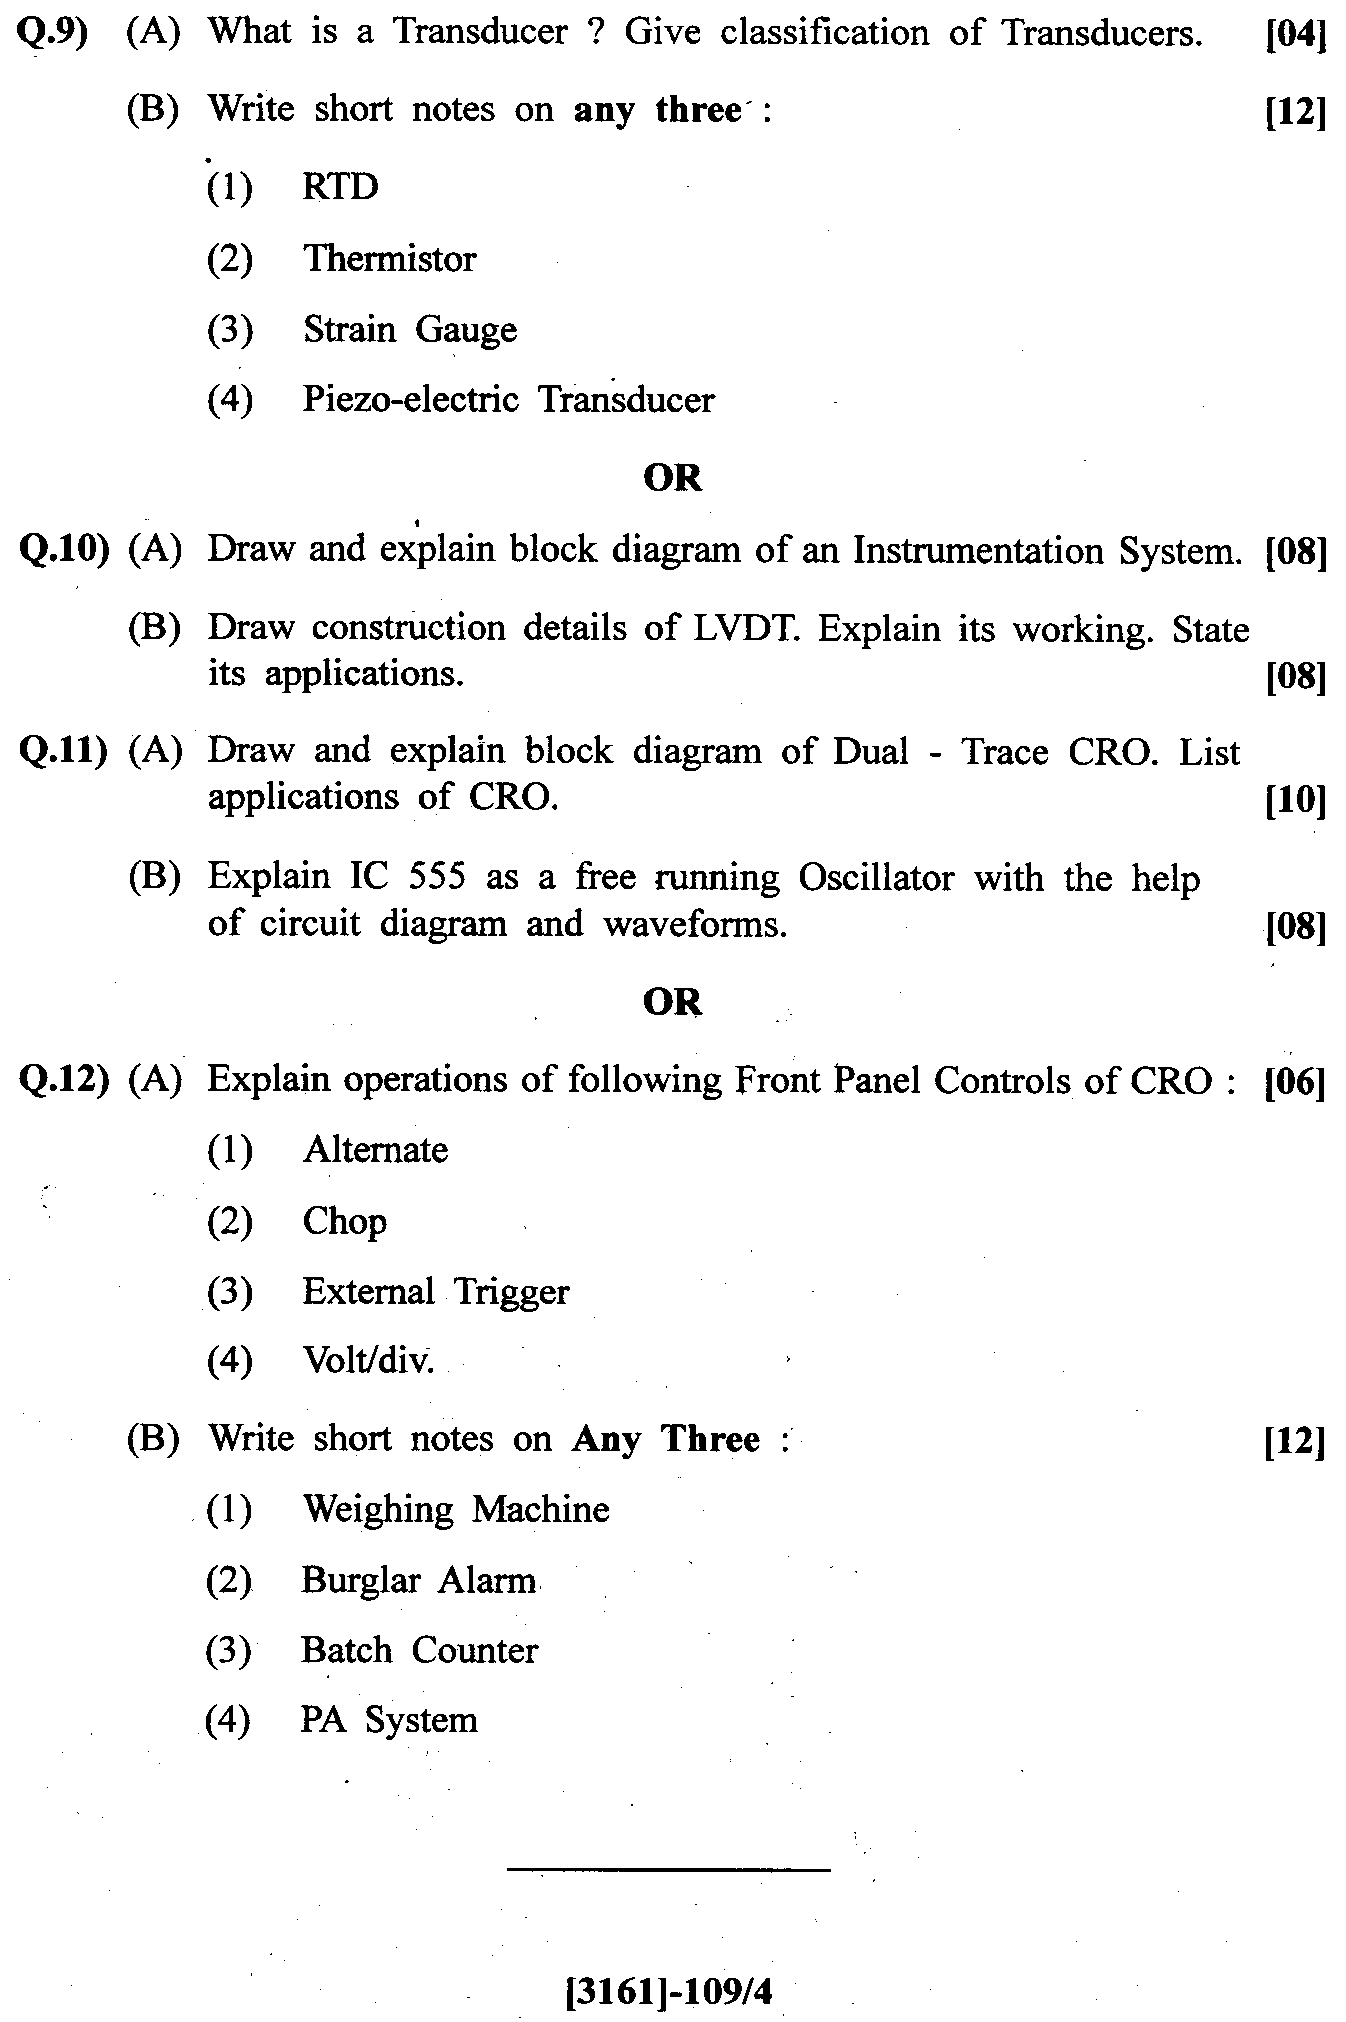 Q.9) (A) What is a Transducer ? Give classification of Transducers. [04]
(B) Write short notes on any three : [12]
(1) RTD
(2) Thermistor
(3) Strain Gauge
(4) Piezo-electric Transducer
OR
Q.10) (A) Draw and explain block diagram of an Instrumentation System. [08]
(B) Draw construction details of LVDT. Explain its working. State
its applications. [08]
Q.11) (A) Draw and explain block diagram of Dual - Trace CRO. List
applications of CRO. [10]
(B) Explain IC 555 as a free running Oscillator with the help
of circuit diagram and waveforms. [08]
OR
Q.12) (A) Explain operations of following Front Panel Controls of CRO : [06]
(1) Alternate
(2) Chop
(3) External Trigger
(4) Volt/div.
(B) Write short notes on Any Three : [12]
(1) Weighing Machine
(2) Burglar Alarm
(3) Batch Counter
(4) PA System
[3161]-109/4